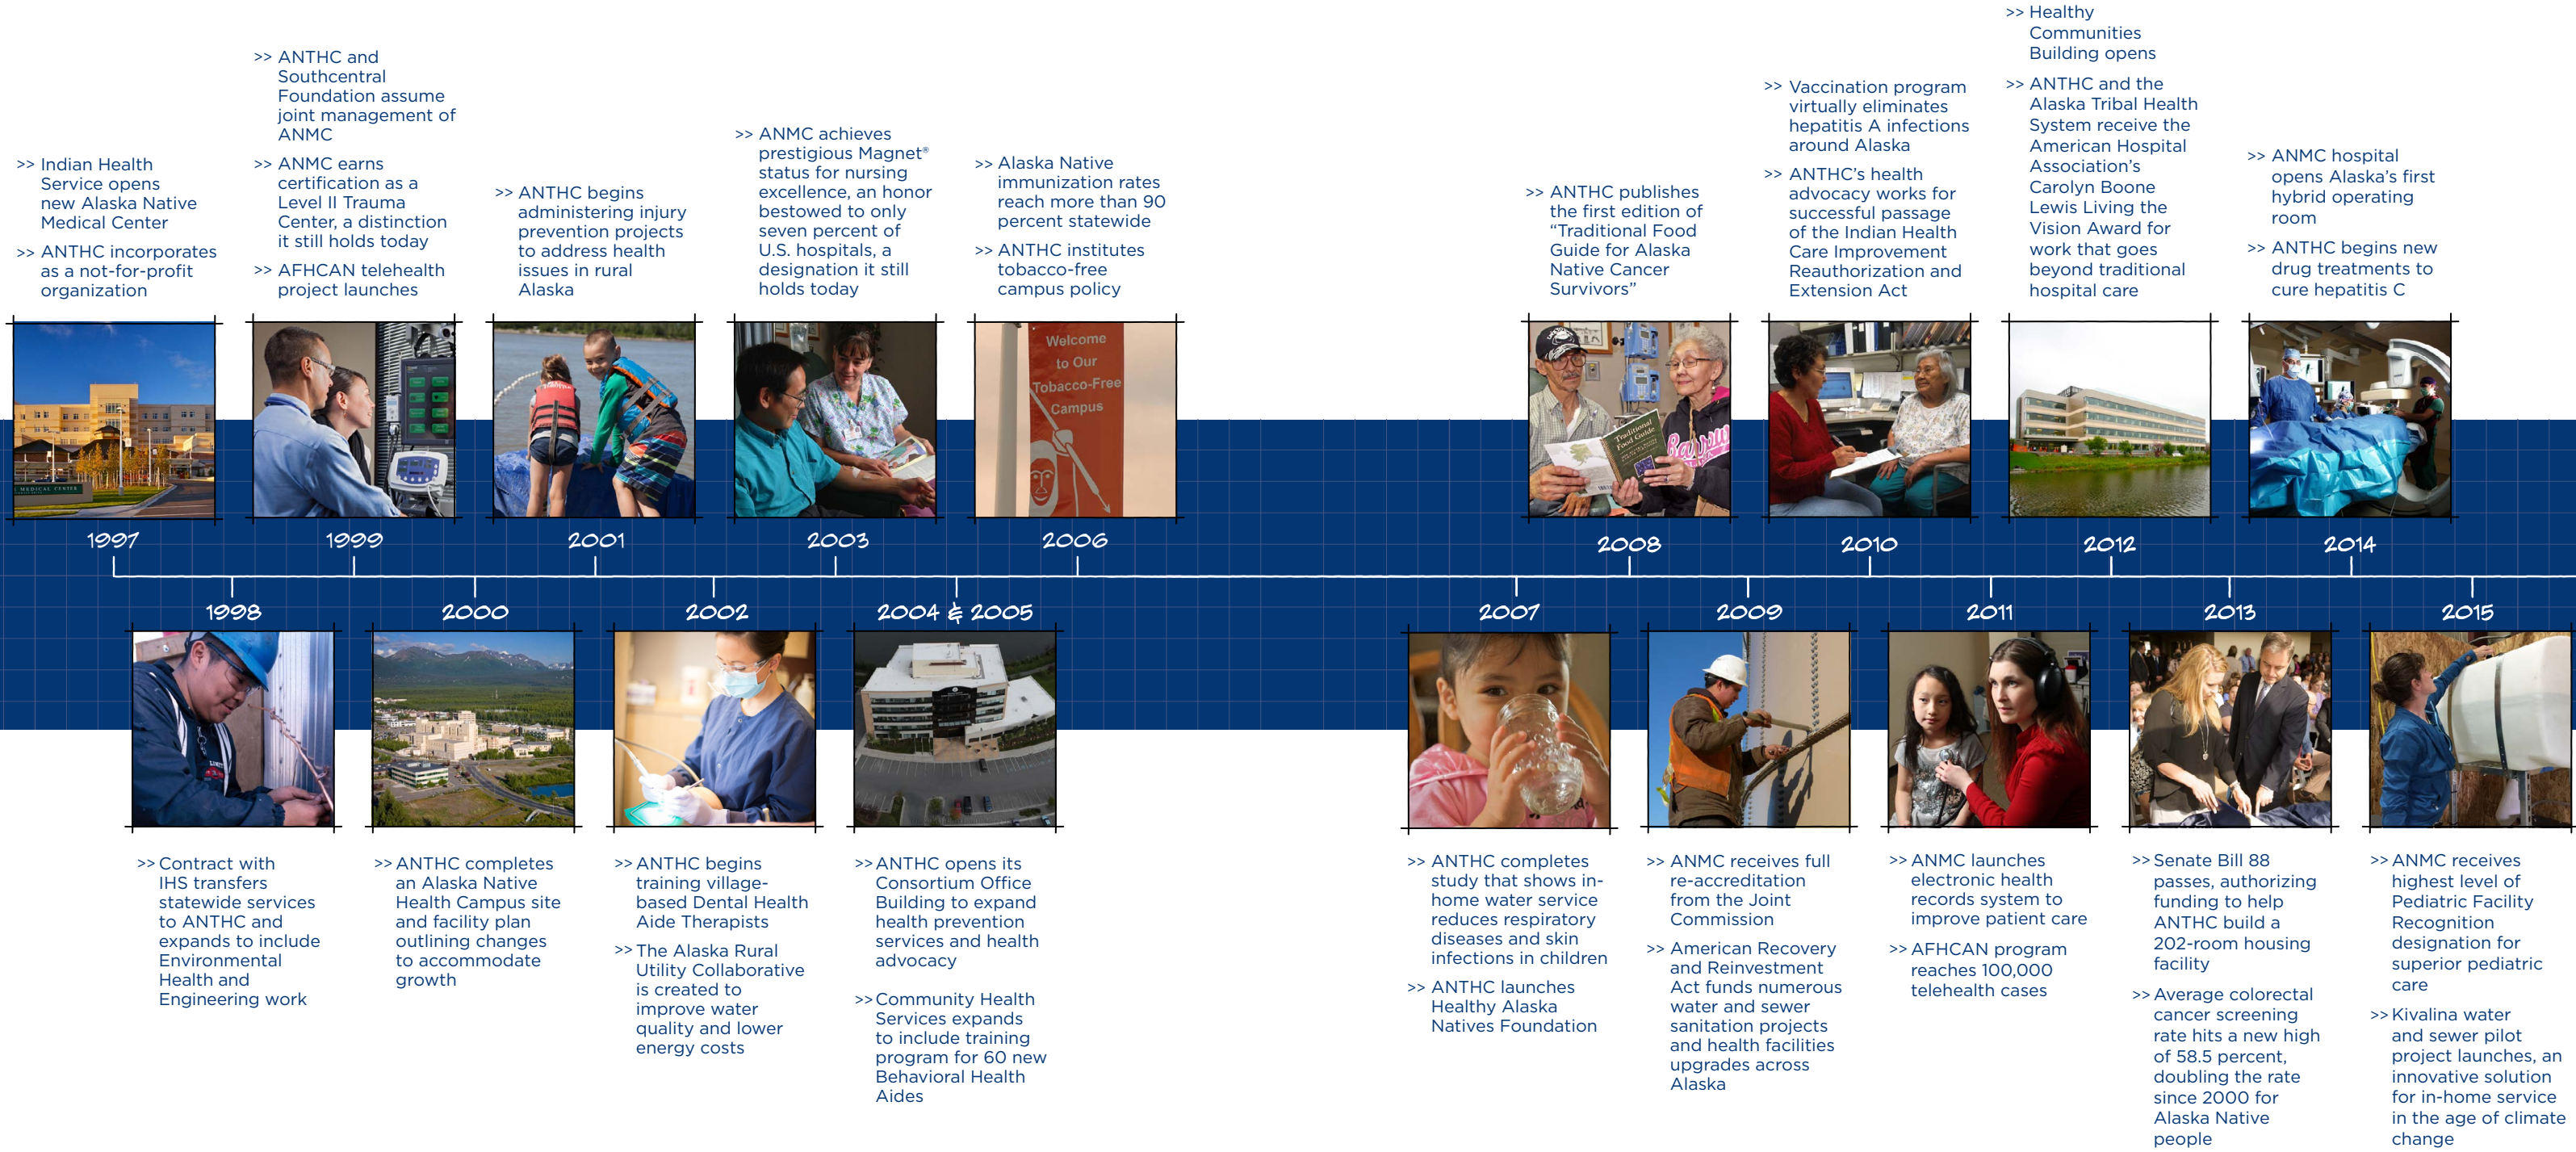 >> Indian Health
Service opens
new Alaska Native
Medical Center
>> ANTHC incorporates
as a not-for-profit
organization
MEDICAL CENTER
1997
1998
>> Contract with
IHS transfers
statewide services
to ANTHC and
expands to include
Environmental
Health and
Engineering work
>> ANTHC and
Southcentral
Foundation assume
joint management of
ANMC
>> ANMC earns
certification as a
Level II Trauma
Center, a distinction
it still holds today
>> AFHCAN telehealth
project launches
1999
2000
>> ANTHC completes
an Alaska Native
Health Campus site
and facility plan
outlining changes
to accommodate
growth
>> ANTHC begins
administering injury
prevention projects
to address health
issues in rural
Alaska
2001
2002
>> ANTHC begins
training village-
based Dental Health
Aide Therapists
>> The Alaska Rural
Utility Collaborative
is created to
improve water
quality and lower
energy costs
>> ANMC achieves
prestigious Magnet®
status for nursing
excellence, an honor
bestowed to only
seven percent of
U.S. hospitals, a
designation it still
holds today
2003
2004 & 2005
>> ANTHC opens its
Consortium Office
Building to expand
health prevention
services and health
advocacy
>> Community Health
Services expands
to include training
program for 60 new
Behavioral Health
Aides
>> Alaska Native
immunization rates
reach more than 90
percent statewide
>> ANTHC institutes
tobacco-free
campus policy
Welcome
to Our
Tobacco-Free
Campus
2006
2007
>> ANTHC completes
study that shows in-
home water service
reduces respiratory
diseases and skin
infections in children
>> ANTHC launches
Healthy Alaska
Natives Foundation
>> ANTHC publishes
the first edition of
“Traditional Food
Guide for Alaska
Native Cancer
Survivors”
Traditional
Food Guide
2008
2009
>> ANMC receives full
re-accreditation
from the Joint
Commission
>> American Recovery
and Reinvestment
Act funds numerous
water and sewer
sanitation projects
and health facilities
upgrades across
Alaska
>> Vaccination program
virtually eliminates
hepatitis A infections
around Alaska
>> ANTHC’s health
advocacy works for
successful passage
of the Indian Health
Care Improvement
Reauthorization and
Extension Act
2010
2011
>> ANMC launches
electronic health
records system to
improve patient care
>> AFHCAN program
reaches 100,000
telehealth cases
>> Healthy
Communities
Building opens
>> ANTHC and the
Alaska Tribal Health
System receive the
American Hospital
Association’s
Carolyn Boone
Lewis Living the
Vision Award for
work that goes
beyond traditional
hospital care
2012
2013
>> Senate Bill 88
passes, authorizing
funding to help
ANTHC build a
202-room housing
facility
>> Average colorectal
cancer screening
rate hits a new high
of 58.5 percent,
doubling the rate
since 2000 for
Alaska Native
people
>> ANMC hospital
opens Alaska’s first
hybrid operating
room
>> ANTHC begins new
drug treatments to
cure hepatitis C
2014
2015
>> ANMC receives
highest level of
Pediatric Facility
Recognition
designation for
superior pediatric
care
>> Kivalina water
and sewer pilot
project launches, an
innovative solution
for in-home service
in the age of climate
change